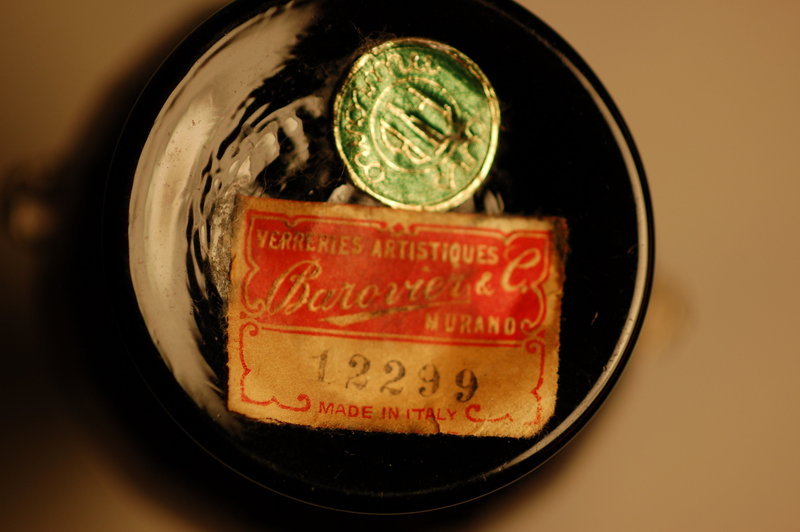 VERRERIES ARTISTIQUES
Barovier & C.
MURANO
12299
MADE IN ITALY